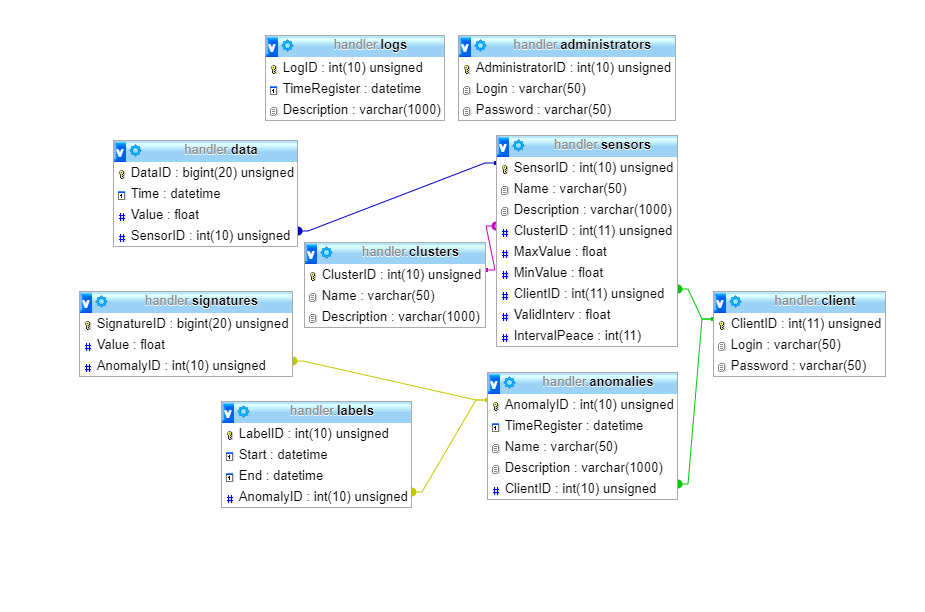 handler.logs
LogID : int(10) unsigned
TimeRegister : datetime
Description : varchar(1000)
handler.administrators
AdministratorID : int(10) unsigned
Login : varchar(50)
Password : varchar(50)
handler.data
DataID : bigint(20) unsigned
Time : datetime
Value : float
SensorID : int(10) unsigned
handler.sensors
SensorID : int(10) unsigned
Name : varchar(50)
Description : varchar(1000)
ClusterID : int(11) unsigned
MaxValue : float
MinValue : float
ClientID : int(11) unsigned
ValidInterv : float
IntervalPeace : int(11)
handler.clusters
ClusterID : int(10) unsigned
Name : varchar(50)
Description : varchar(1000)
handler.signatures
SignatureID : bigint(20) unsigned
Value : float
AnomalyID : int(10) unsigned
handler.client
ClientID : int(11) unsigned
Login : varchar(50)
Password : varchar(50)
handler.anomalies
AnomalyID : int(10) unsigned
TimeRegister : datetime
Name : varchar(50)
Description : varchar(1000)
ClientID : int(10) unsigned
handler.labels
LabelID : int(10) unsigned
Start : datetime
End : datetime
AnomalyID : int(10) unsigned